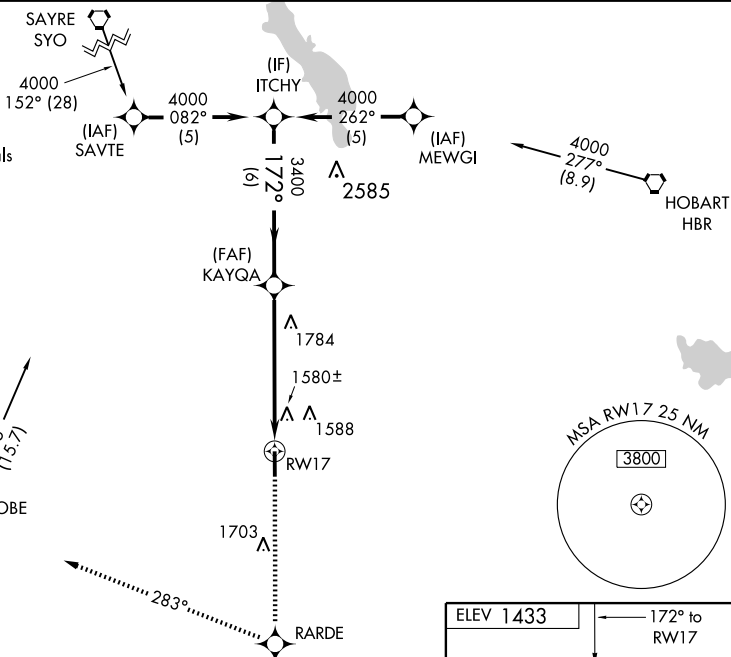 SAYRE
SYO
4000
152° (28)
(IAF)
SAVTE
4000
082°
(5)
(IF)
ITCHY
4000
262°
(5)
(IAF)
MEWGI
4000
277°
(8.9)
HOBART
HBR
3400
172°
(6)
2585
(FAF)
KAYQA
1784
1580±
1588
RW17
(15.7)
OBE
1703
283°
RARDE
MSA RW17 25 NM
3800
ELEV 1433
172° to
RW17